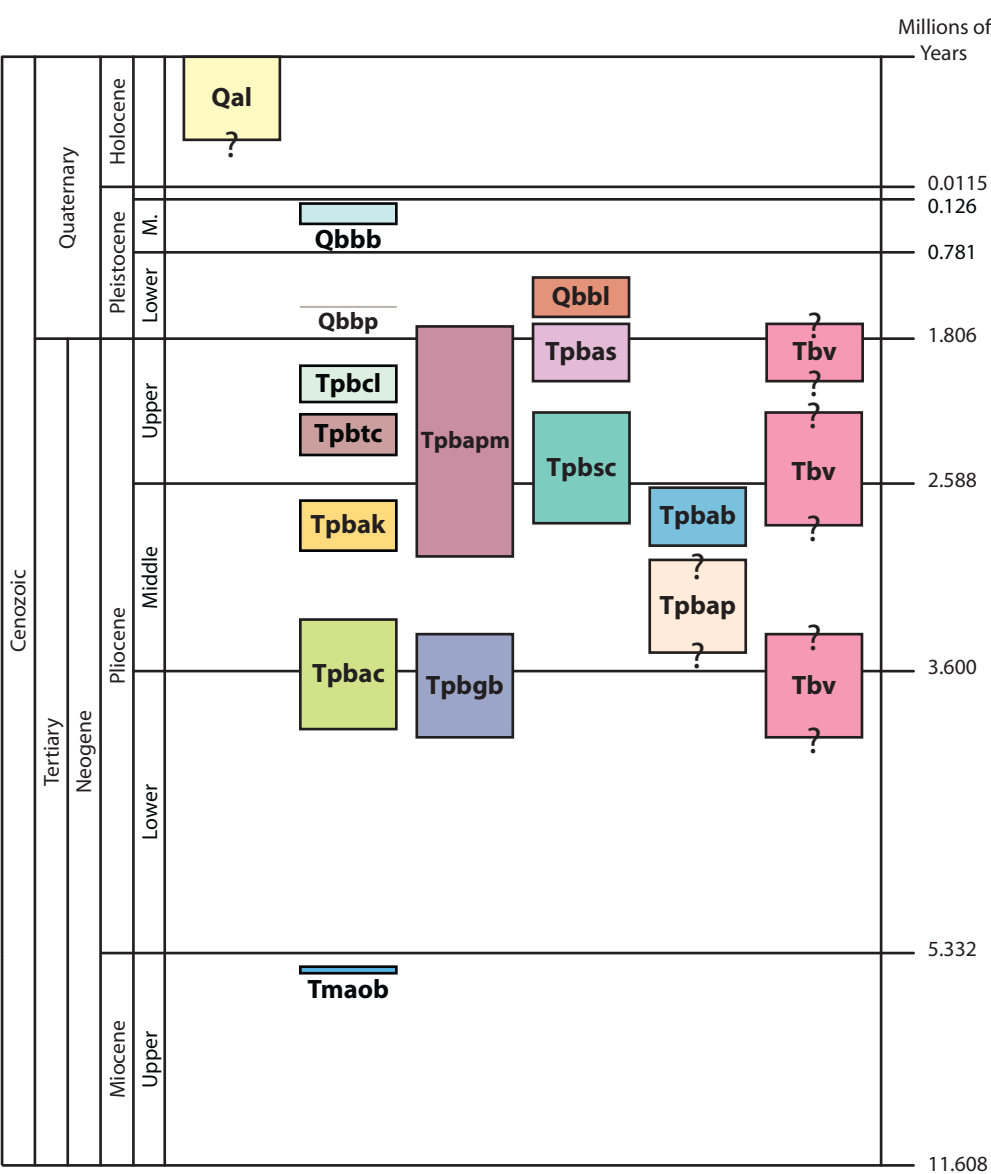 Millions of
Years
Cenozoic
Quaternary
Tertiary
Neogene
Holocene
Pleistocene
Pliocene
Miocene
M.
Lower
Upper
Middle
Lower
Upper
Qal
?
0.0115
0.126
Qbbb
0.781
Qbbl
Qbbp
?
1.806
Tpbas
Tbv
?
Tpbcl
?
Tpbtc
Tpbapm
Tpbsc
Tbv
2.588
Tpbab
Tpbak
?
?
Tpbap
?
?
3.600
Tpbac
Tpbgb
Tbv
?
5.332
Tmaob
11.608